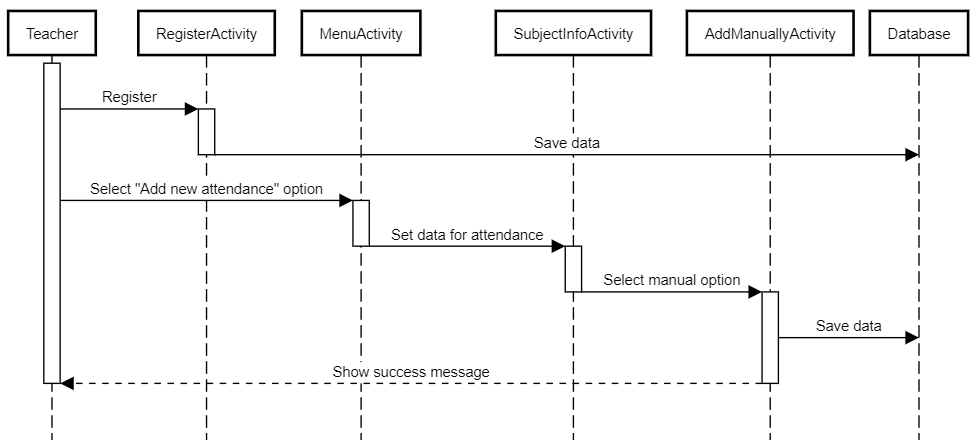 Teacher
RegisterActivity
MenuActivity
SubjectInfoActivity
AddManuallyActivity
Database
Register
Save data
Select "Add new attendance" option
Set data for attendance
Select manual option
Save data
Show success message